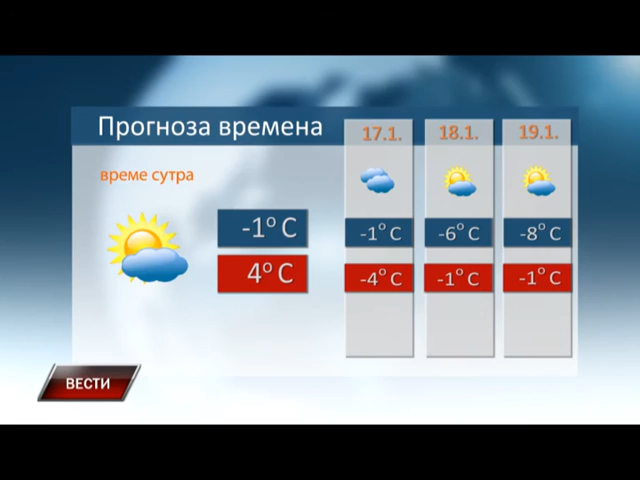 Прогноза времена
време сутра
-1° C
4° C
17.1.
-1° C
-4° C
18.1.
-6° C
-1° C
19.1.
-8° C
-1° C
ВЕСТИ